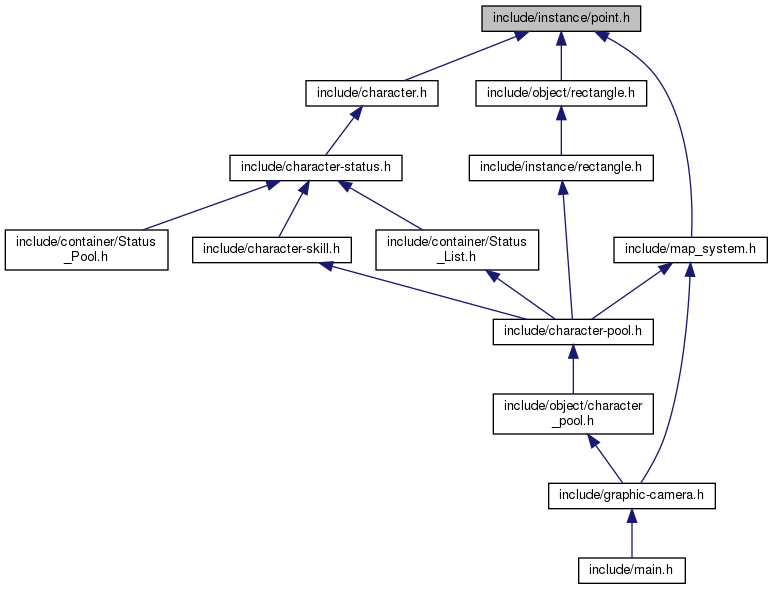 include/instance/point.h
include/character.h
include/object/rectangle.h
include/character-status.h
include/instance/rectangle.h
include/container/Status
_Pool.h
include/character-skill.h
include/container/Status
_List.h
include/map_system.h
include/character-pool.h
include/object/character
_pool.h
include/graphic-camera.h
include/main.h